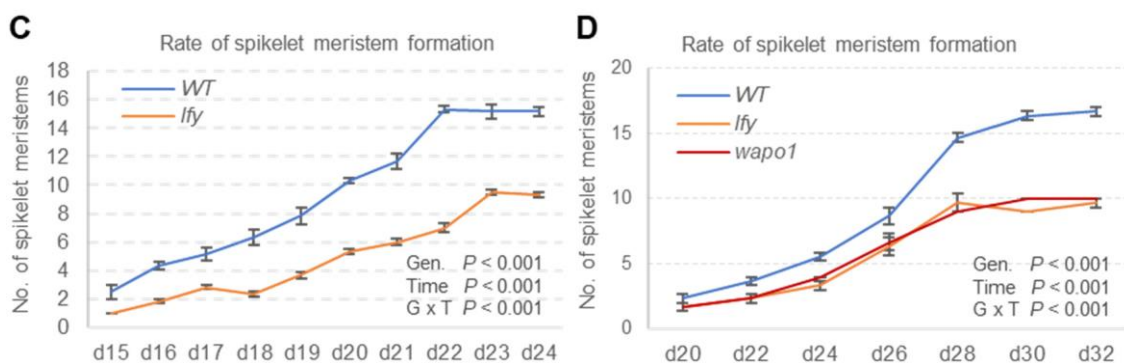 C
Rate of spikelet meristem formation
No. of spikelet meristems
18
16
14
12
10
8
6
4
2
0
WT
lfy
Gen. P < 0.001
Time P < 0.001
G x T P < 0.001
d15 d16 d17 d18 d19 d20 d21 d22 d23 d24
D
Rate of spikelet meristem formation
No. of spikelet meristems
20
15
10
5
0
WT
lfy
wapo1
Gen. P < 0.001
Time P < 0.001
G x T P < 0.001
d20 d22 d24 d26 d28 d30 d32